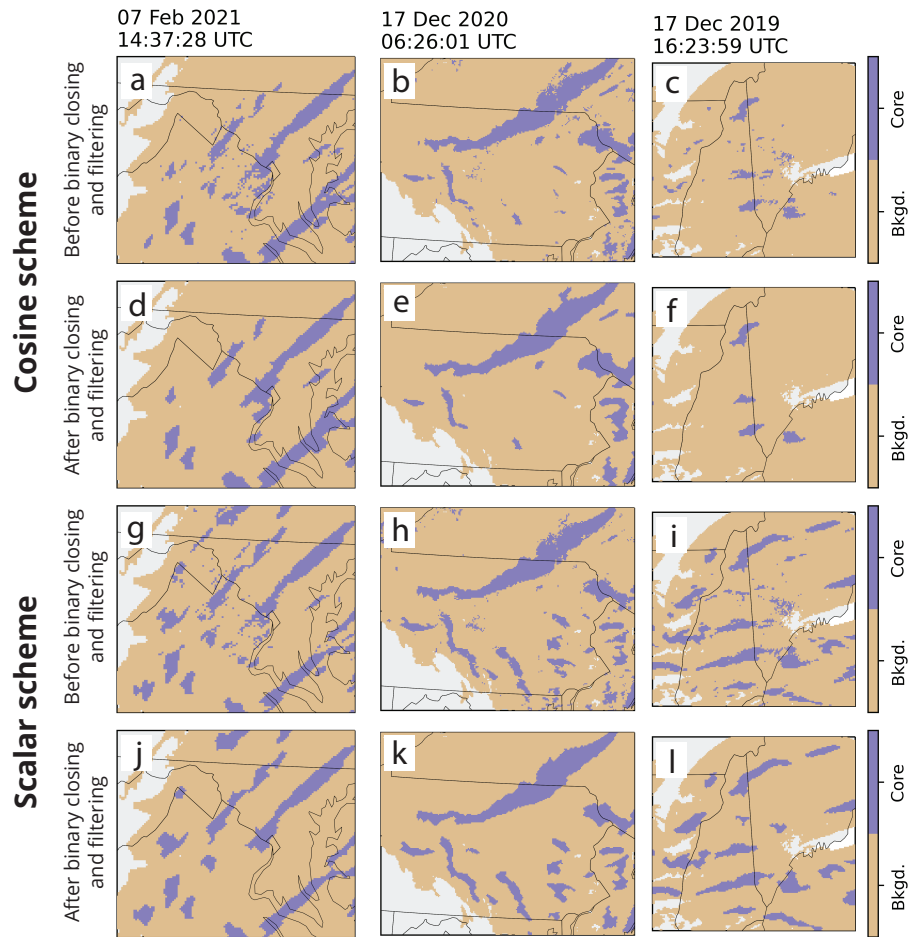 07 Feb 2021
14:37:28 UTC
17 Dec 2020
06:26:01 UTC
17 Dec 2019
16:23:59 UTC
Cosine scheme
Before binary closing
and filtering
a
b
c
Core
Bkgd.
After binary closing
and filtering
d
e
f
Core
Bkgd.
Scalar scheme
Before binary closing
and filtering
g
h
i
Core
Bkgd.
After binary closing
and filtering
j
k
l
Core
Bkgd.